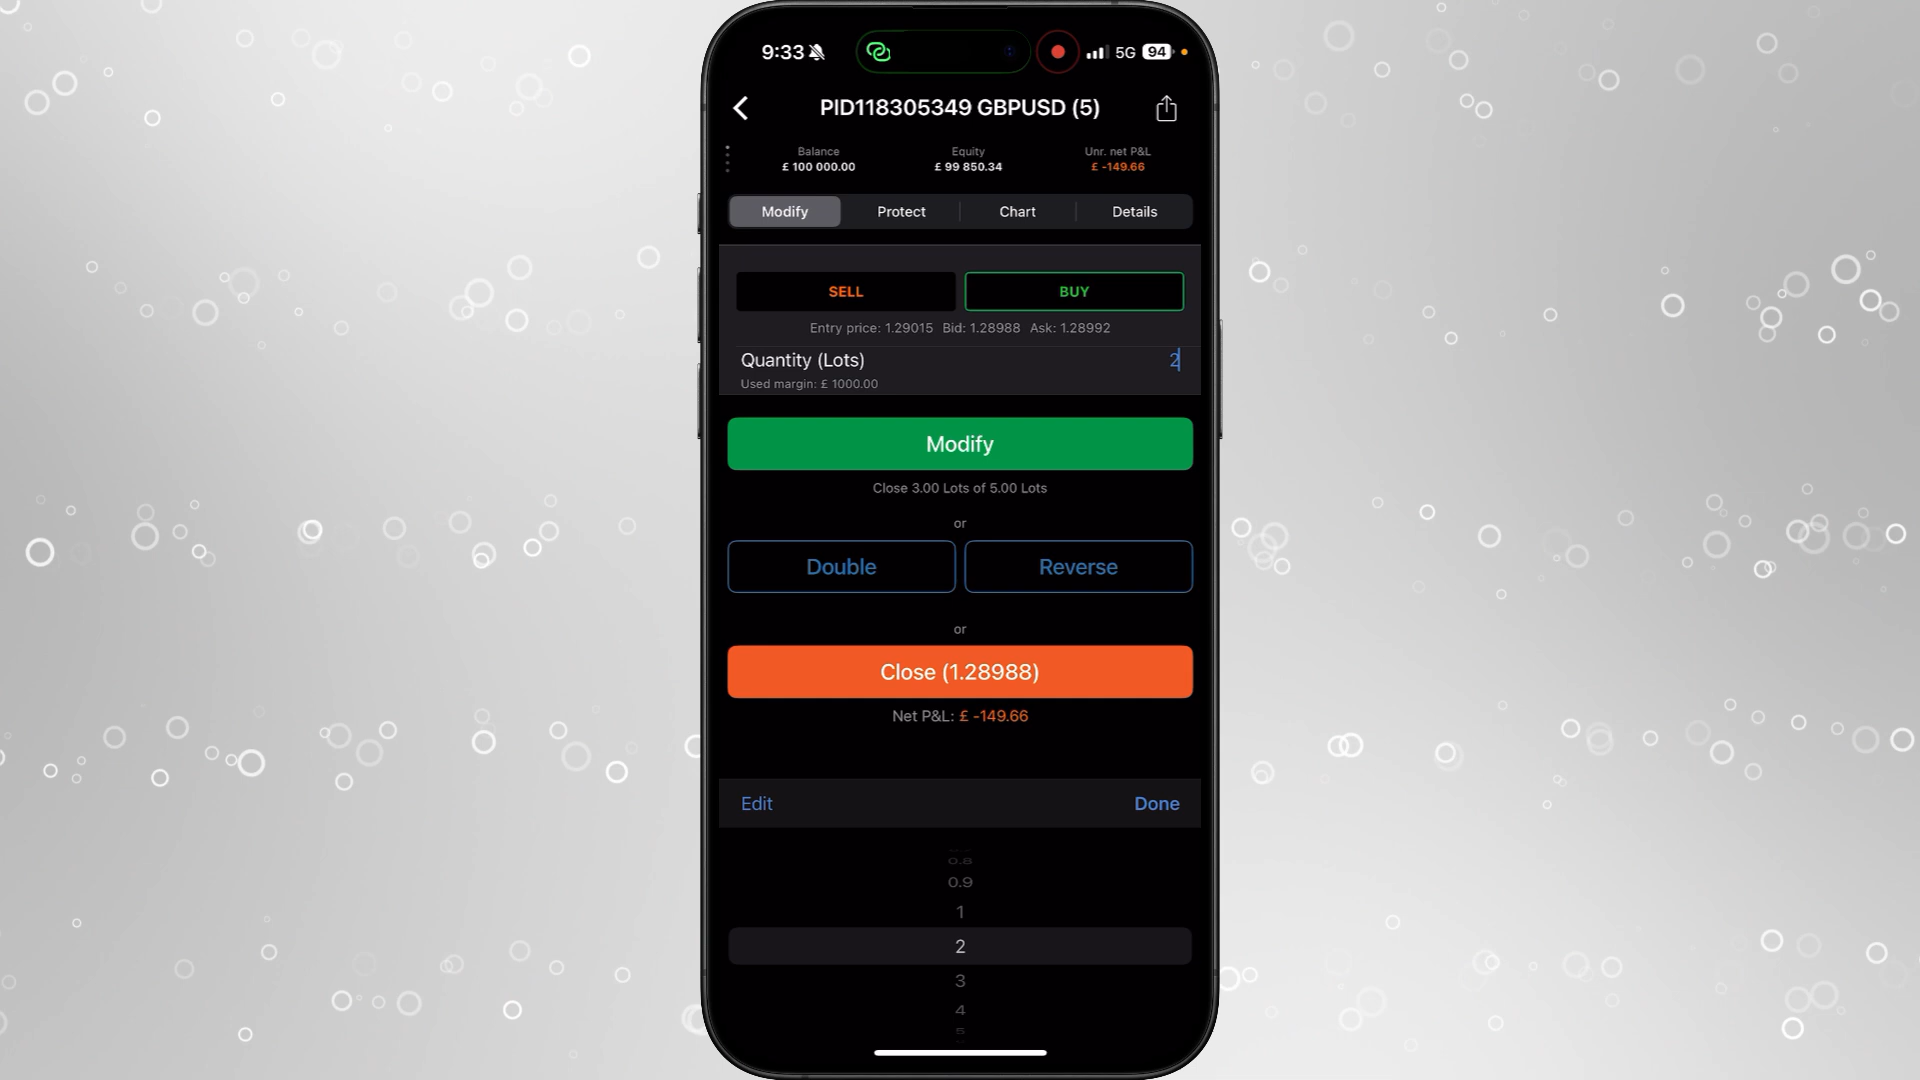 9:33 5G 94
PID118305349 GBPUSD (5)
Balance Equity Unr. net P&L
£ 100 000.00 £ 99 850.34 £ -149.66
Modify Protect Chart Details
SELL BUY
Entry price: 1.29015 Bid: 1.28988 Ask: 1.28992
Quantity (Lots) 2
Used margin: £ 1000.00
Modify
Close 3.00 Lots of 5.00 Lots
or
Double Reverse
or
Close (1.28988)
Net P&L: £ -149.66
Edit Done
0.8
0.9
1
2
3
4
5